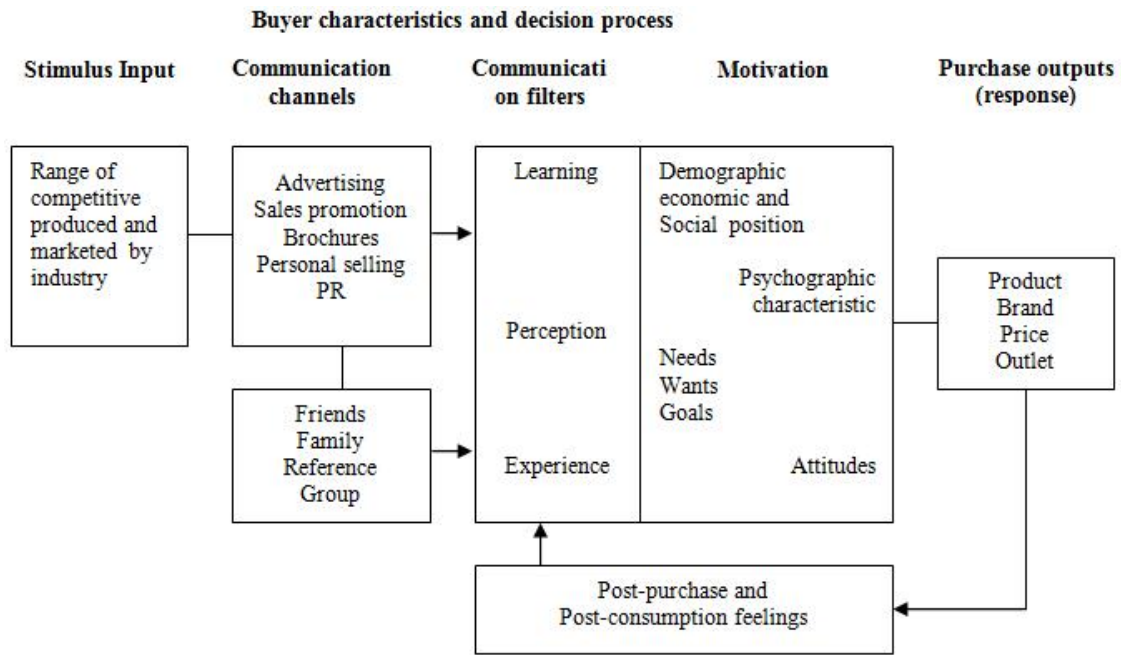 Buyer characteristics and decision process
Stimulus Input
Communication
channels
Communicati
on filters
Motivation
Purchase outputs
(response)
Range of
competitive
produced and
marketed by
industry
Advertising
Sales promotion
Brochures
Personal selling
PR
Friends
Family
Reference
Group
Learning
Perception
Experience
Demographic
economic and
Social position
Psychographic
characteristic
Needs
Wants
Goals
Attitudes
Product
Brand
Price
Outlet
Post-purchase and
Post-consumption feelings